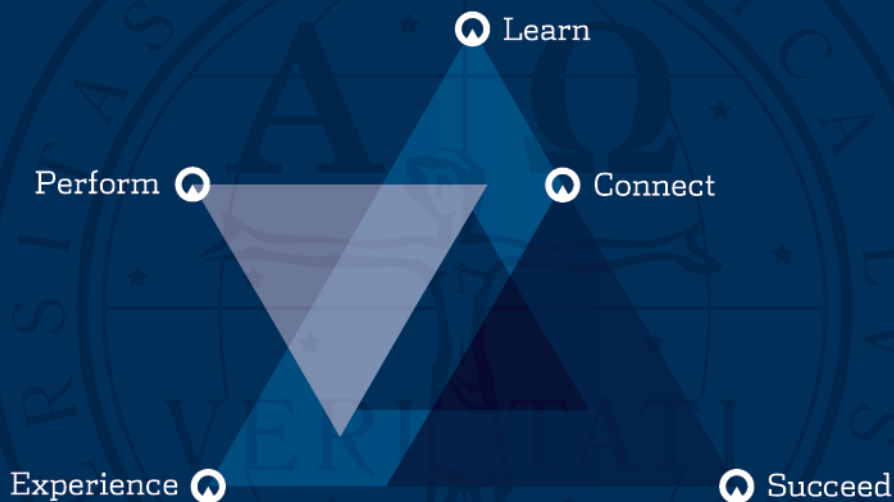 Learn
Α Ω
Perform
Connect
VERITATI
Experience
Succeed